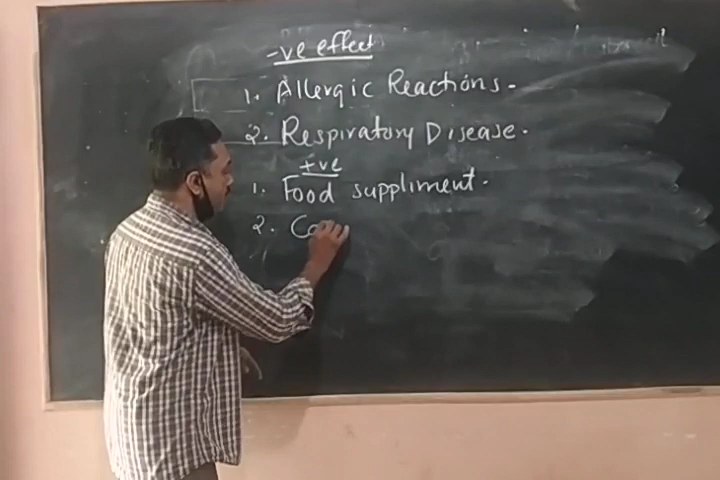 -ve effect
1. Allergic Reactions.
2. Respiratory Disease.
+ve
1. Food suppliment.
2. Co